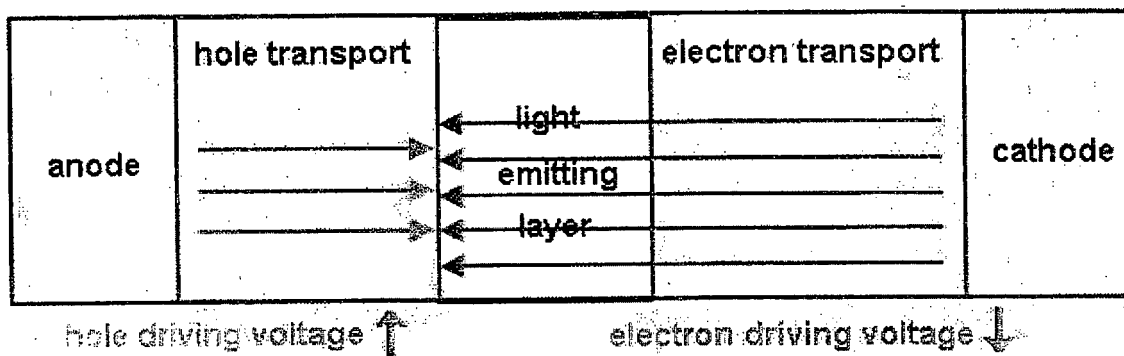 hole transport
electron transport
light
anode
emitting
cathode
layer
hole driving voltage ↑
electron driving voltage ↓